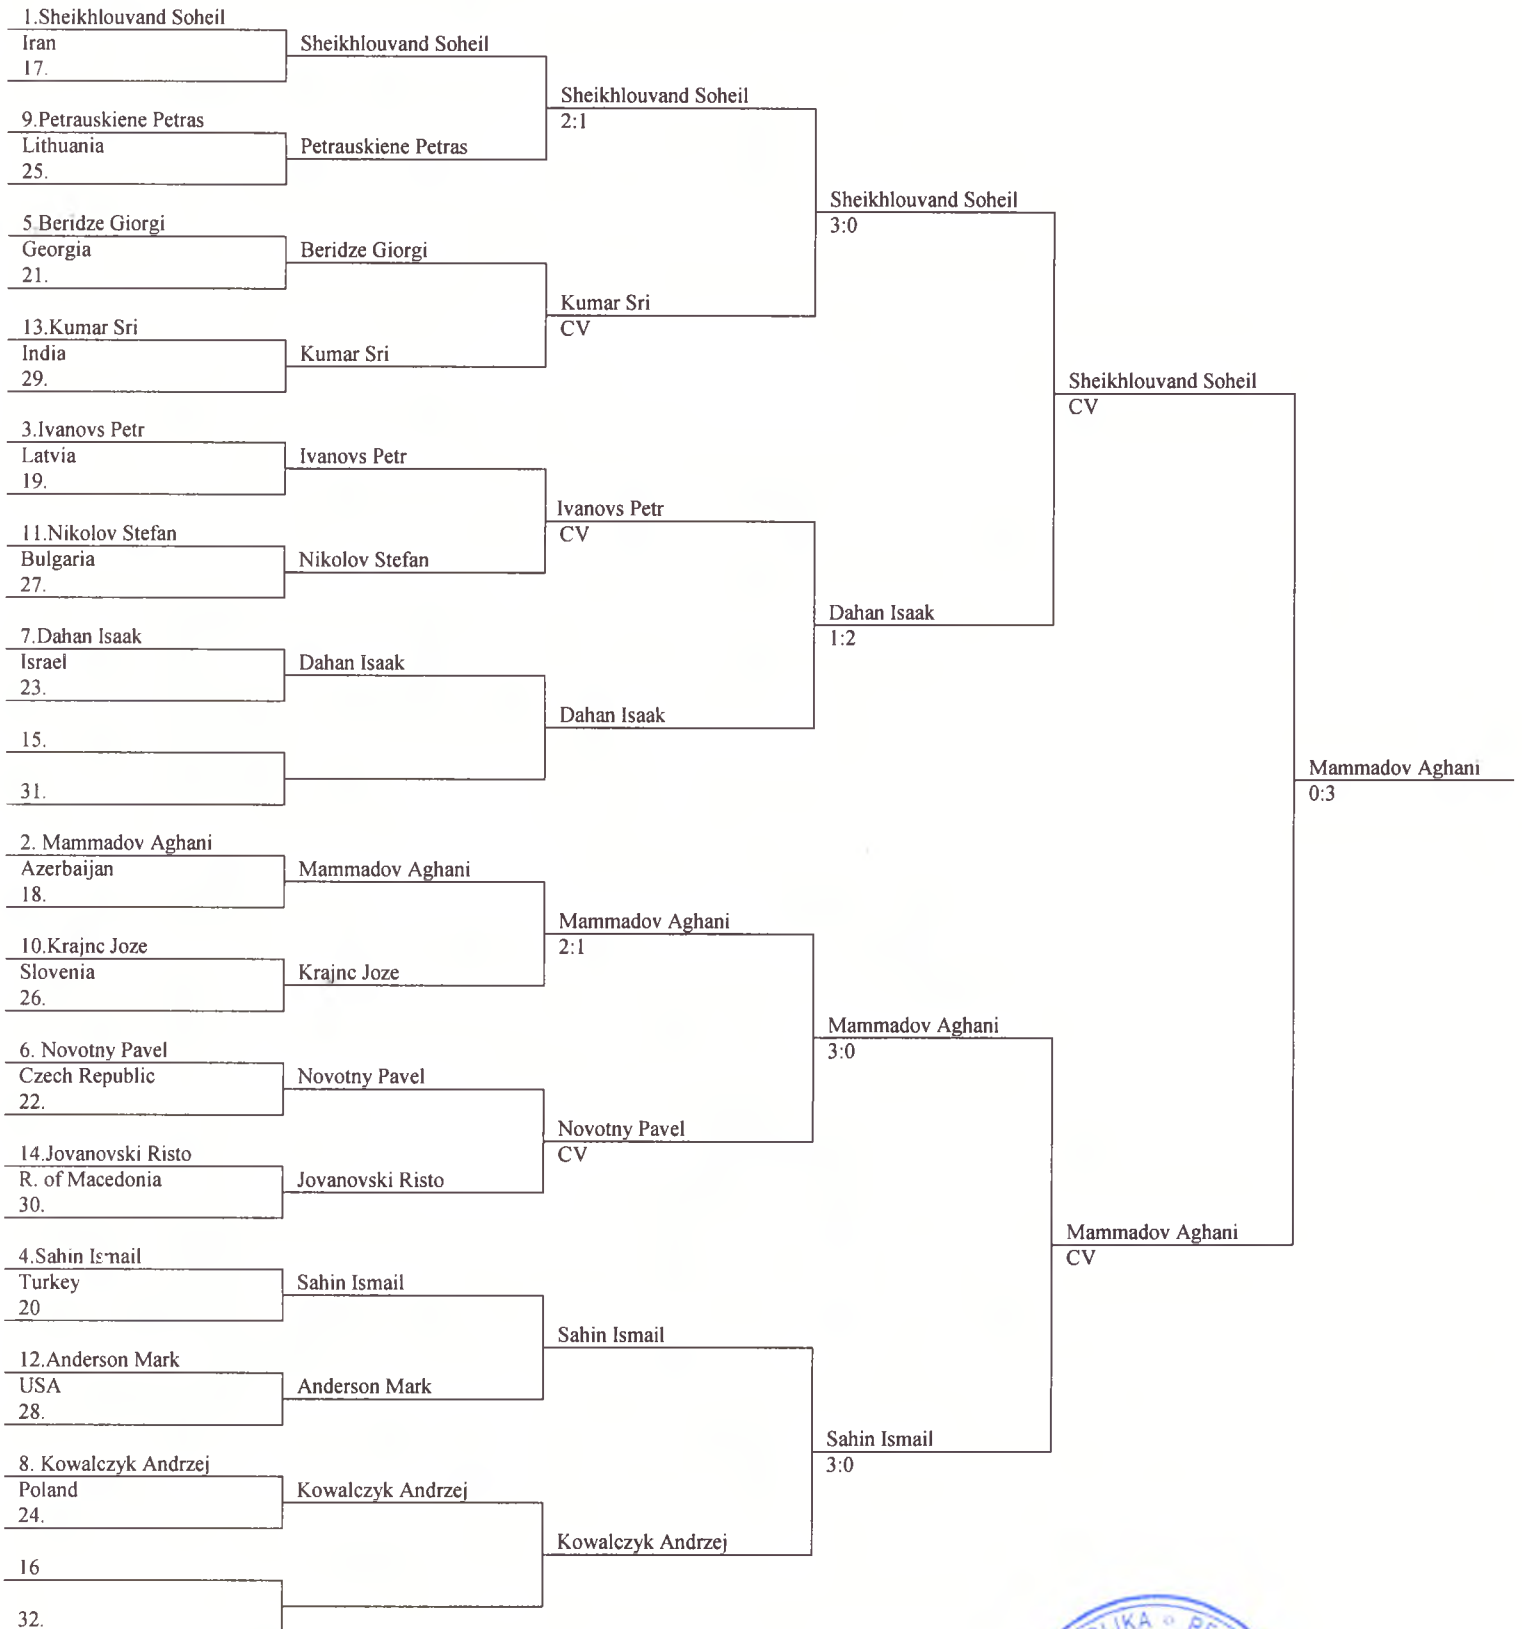 1.Sheikhlouvand Soheil
Iran
17.
9.Petrauskiene Petras
Lithuania
25.
5.Beridze Giorgi
Georgia
21.
13.Kumar Sri
India
29.
3.Ivanovs Petr
Latvia
19.
11.Nikolov Stefan
Bulgaria
27.
7.Dahan Isaak
Israel
23.
15.
31.
2. Mammadov Aghani
Azerbaijan
18.
10.Krajnc Joze
Slovenia
26.
6. Novotny Pavel
Czech Republic
22.
14.Jovanovski Risto
R. of Macedonia
30.
4.Sahin Ismail
Turkey
20
12.Anderson Mark
USA
28.
8. Kowalczyk Andrzej
Poland
24.
16
32.
Sheikhlouvand Soheil
Petrauskiene Petras
Beridze Giorgi
Kumar Sri
Ivanovs Petr
Nikolov Stefan
Dahan Isaak
Mammadov Aghani
Krajnc Joze
Novotny Pavel
Jovanovski Risto
Sahin Ismail
Anderson Mark
Kowalczyk Andrzej
Sheikhlouvand Soheil
2:1
Kumar Sri
CV
Ivanovs Petr
CV
Dahan Isaak
Mammadov Aghani
2:1
Novotny Pavel
CV
Sahin Ismail
Kowalczyk Andrzej
Sheikhlouvand Soheil
3:0
Dahan Isaak
1:2
Mammadov Aghani
3:0
Sahin Ismail
3:0
Sheikhlouvand Soheil
CV
Mammadov Aghani
CV
Mammadov Aghani
0:3